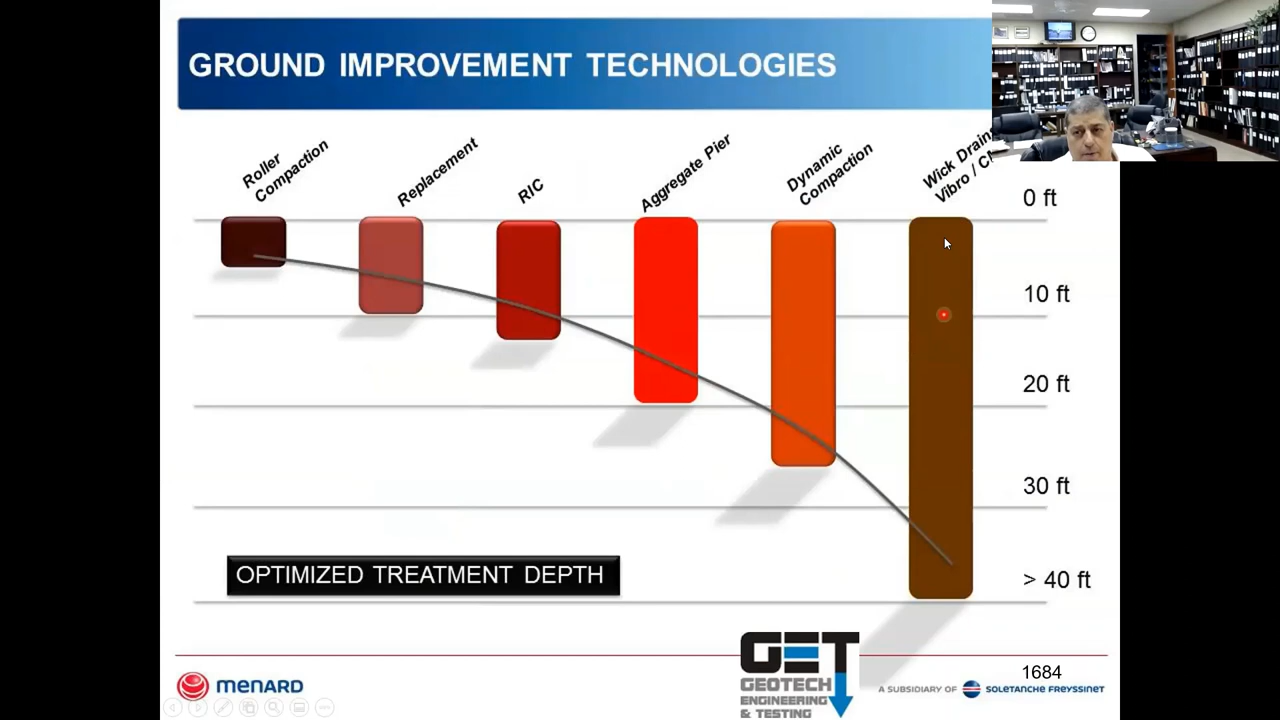 GROUND IMPROVEMENT TECHNOLOGIES
Roller
Compaction
Replacement
RIC
Aggregate Pier
Dynamic
Compaction
Wick Drain
Vibro /
0 ft
10 ft
20 ft
30 ft
> 40 ft
OPTIMIZED TREATMENT DEPTH
MENARD
GET
GEOTECH
ENGINEERING
& TESTING
1684
A SUBSIDIARY OF SOLETANCHE FREYSSINET